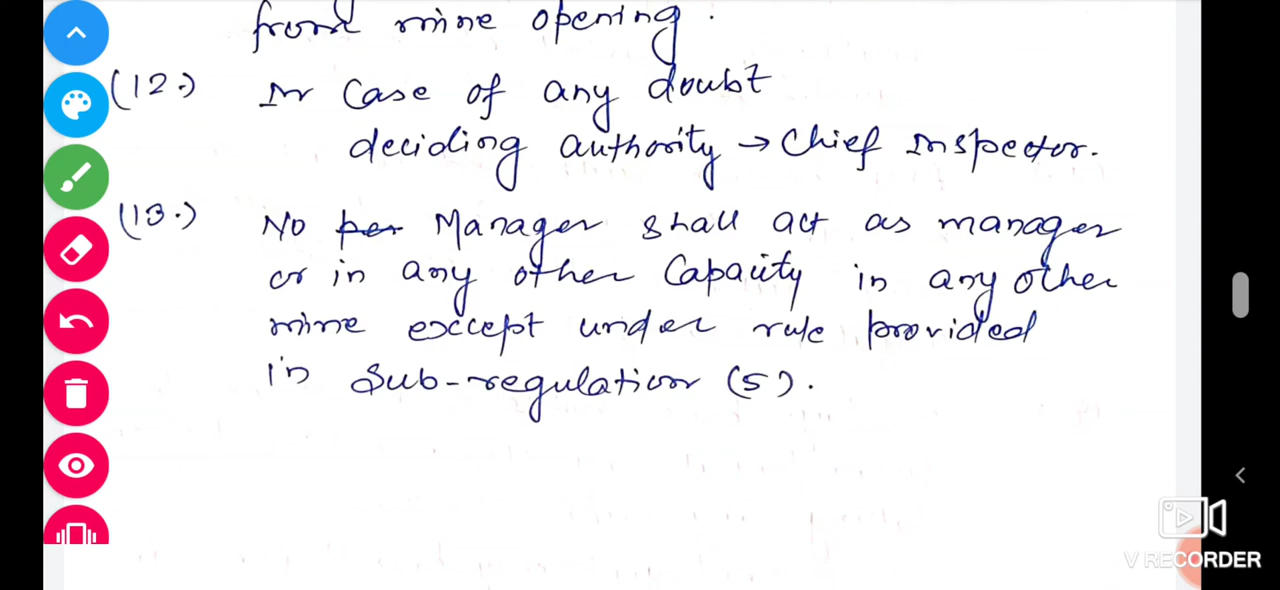 from mine opening.
(12.) In Case of any doubt
deciding authority → Chief Inspector.
(13.) No per Manager shall act as manager
or in any other Capacity in any other
mine except under rule provided
in Sub-regulation (5).
V RECORDER